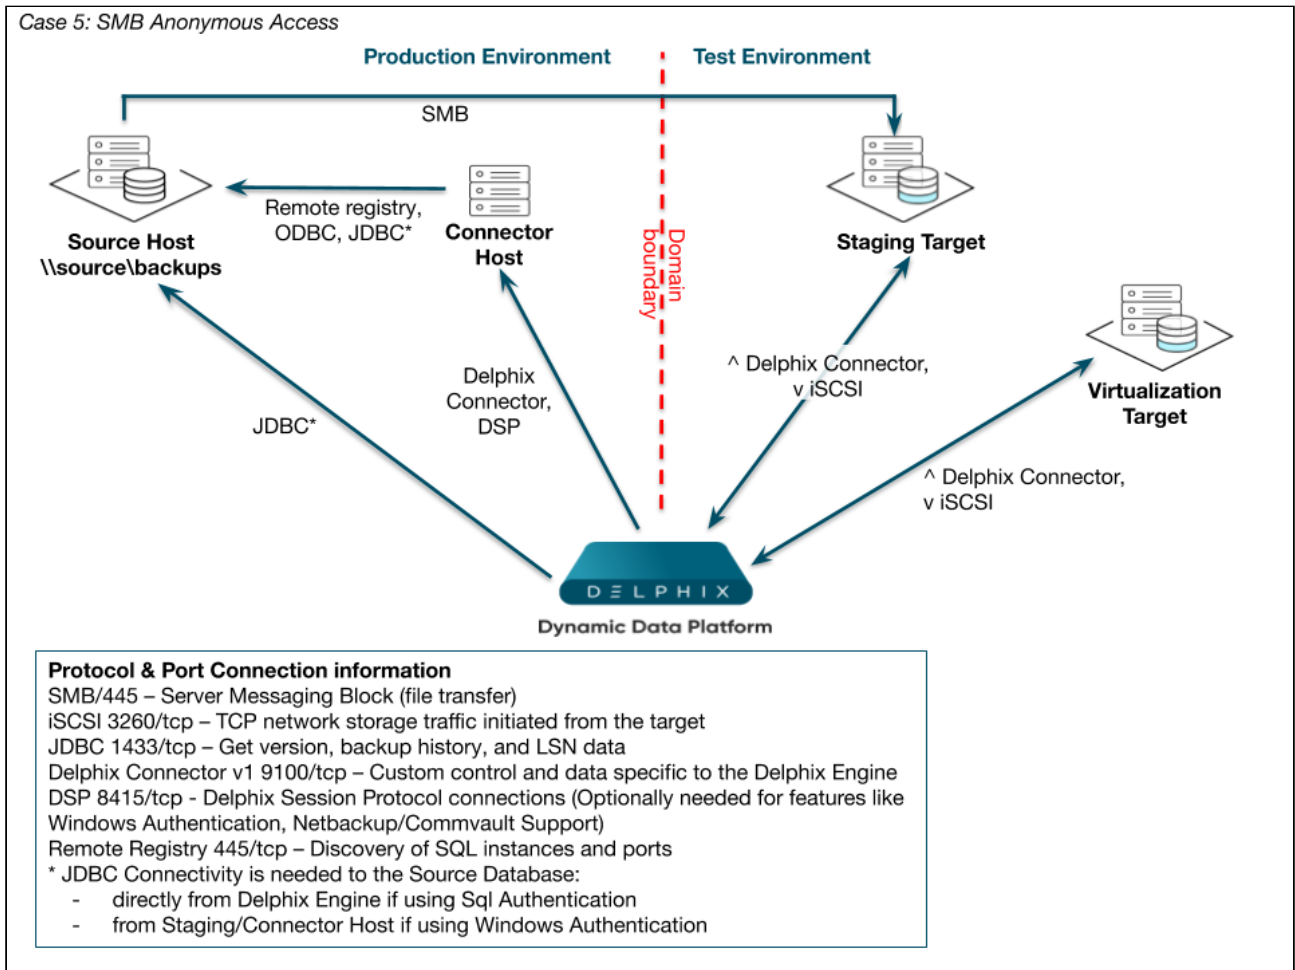 Case 5: SMB Anonymous Access
Production Environment
Test Environment
SMB
Remote registry,
ODBC, JDBC*
Connector
Host
Source Host
\\source\backups
Domain
boundary
Staging Target
Virtualization
Target
^ Delphix Connector,
v iSCSI
Delphix
Connector,
DSP
JDBC*
^ Delphix Connector,
v iSCSI
DELPHIX
Dynamic Data Platform
Protocol & Port Connection information
SMB/445 – Server Messaging Block (file transfer)
iSCSI 3260/tcp – TCP network storage traffic initiated from the target
JDBC 1433/tcp – Get version, backup history, and LSN data
Delphix Connector v1 9100/tcp – Custom control and data specific to the Delphix Engine
DSP 8415/tcp - Delphix Session Protocol connections (Optionally needed for features like
Windows Authentication, Netbackup/Commvault Support)
Remote Registry 445/tcp – Discovery of SQL instances and ports
* JDBC Connectivity is needed to the Source Database:
- directly from Delphix Engine if using Sql Authentication
- from Staging/Connector Host if using Windows Authentication